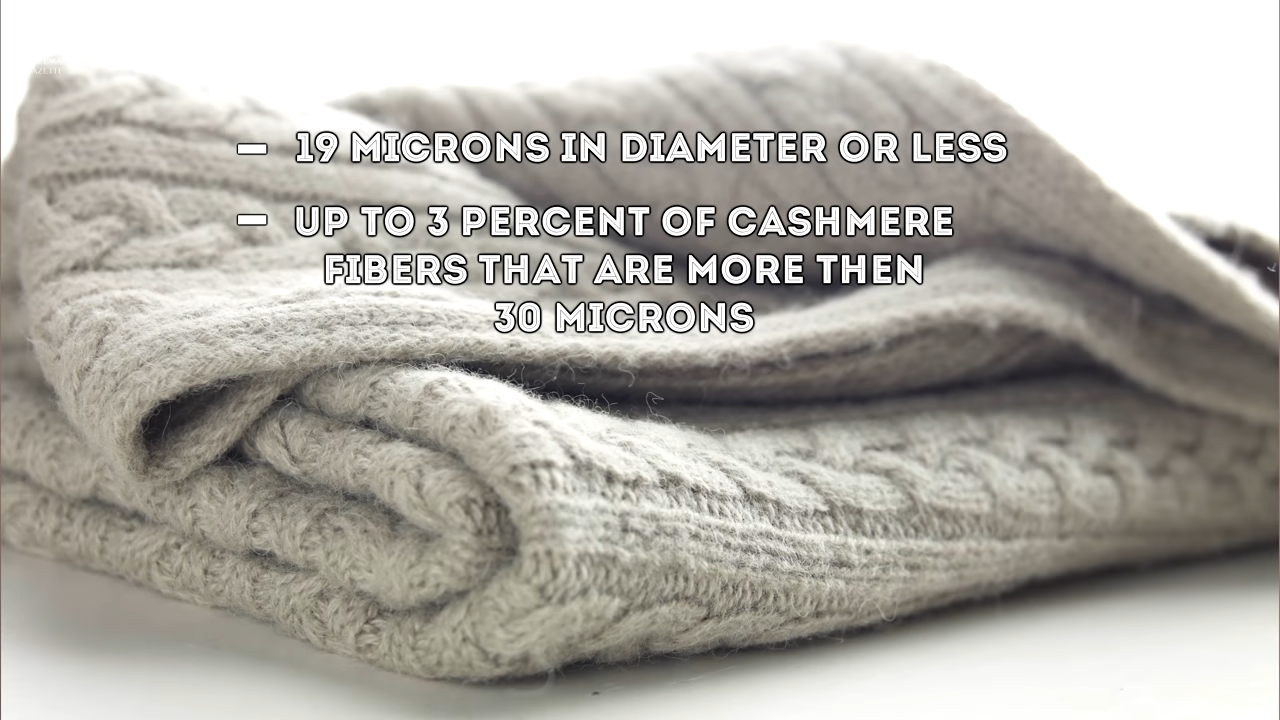 – 19 MICRONS IN DIAMETER OR LESS
– UP TO 3 PERCENT OF CASHMERE
FIBERS THAT ARE MORE THEN
30 MICRONS